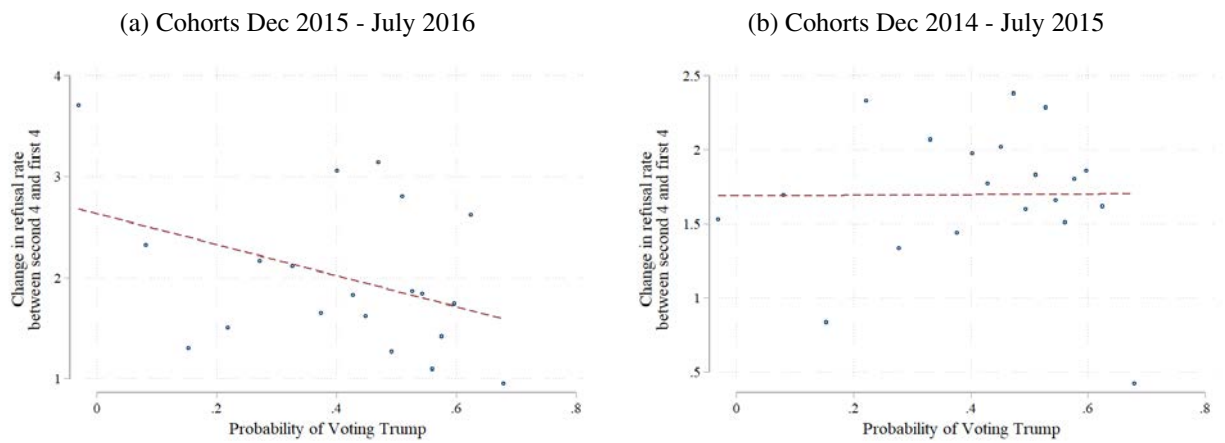 (a) Cohorts Dec 2015 - July 2016
4
3
2
1
Change in refusal rate
between second 4 and first 4
0
.2
.4
.6
.8
Probability of Voting Trump
(b) Cohorts Dec 2014 - July 2015
2.5
2
1.5
1
.5
Change in refusal rate
between second 4 and first 4
0
.2
.4
.6
.8
Probability of Voting Trump